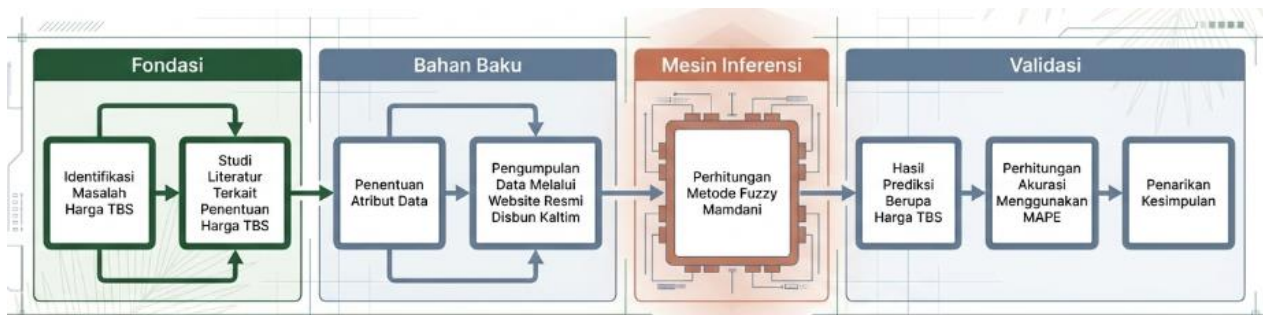 Fondasi
Identifikasi
Masalah
Harga TBS
Studi
Literatur
Terkait
Penentuan
Harga TBS
Bahan Baku
Penentuan
Atribut Data
Pengumpulan
Data Melalui
Website Resmi
Disbun Kaltim
Mesin Inferensi
Perhitungan
Metode Fuzzy
Mamdani
Validasi
Hasil
Prediksi
Berupa
Harga TBS
Perhitungan
Akurasi
Menggunakan
MAPE
Penarikan
Kesimpulan